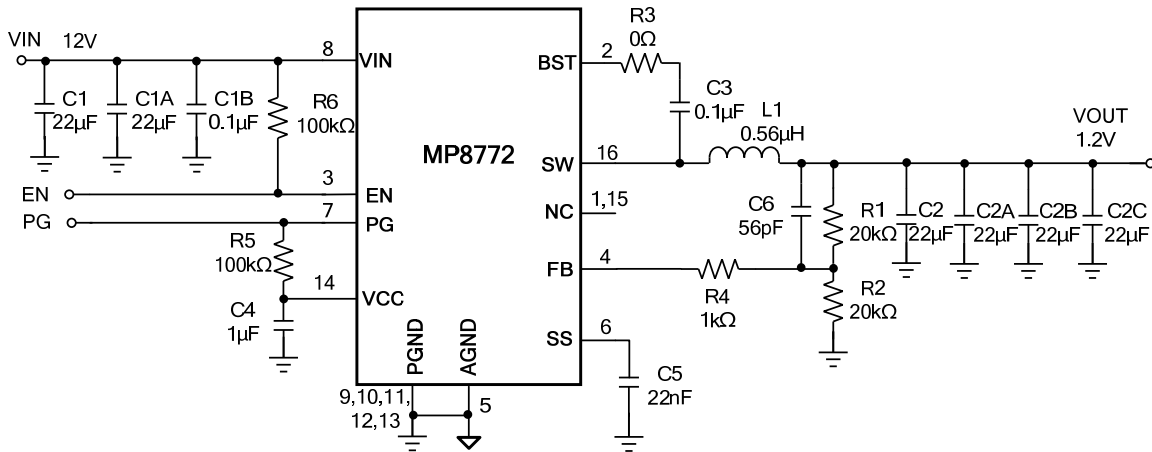 VIN 12V
C1
22µF
C1A
22µF
C1B
0.1µF
R6
100kΩ
EN
PG
R5
100kΩ
C4
1µF
8
VIN
3
EN
7
PG
14
VCC
MP8772
PGND
AGND
9,10,11,
12,13
5
BST
2
R3
0Ω
C3
0.1µF
SW
16
L1
0.56µH
NC
1,15
FB
4
R4
1kΩ
SS
6
C5
22nF
C6
56pF
R1
20kΩ
R2
20kΩ
C2
22µF
C2A
22µF
C2B
22µF
C2C
22µF
VOUT
1.2V